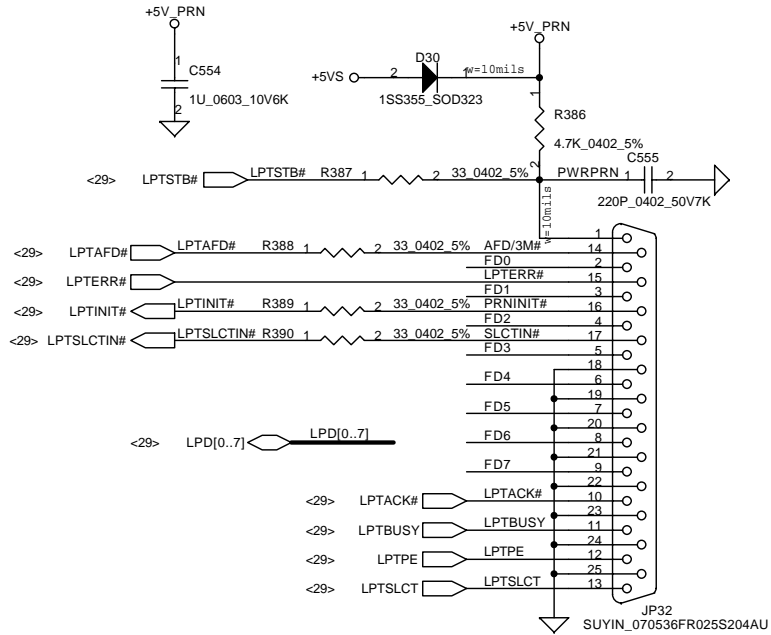 +5V_PRN
+5V_PRN
1
C554
2
1U_0603_10V6K
+5VS
2
D30
1
w=10mils
1SS355_SOD323
1
R386
4.7K_0402_5%
2
<29> LPTSTB# LPTSTB# R387 1 2 33_0402_5% PWRPRN 1 C555 2
220P_0402_50V7K
w=10mils
1
<29> LPTAFD# LPTAFD# R388 1 2 33_0402_5% AFD/3M# 14
FD0 2
<29> LPTERR# LPTERR# 15
FD1 3
<29> LPTINIT# LPTINIT# R389 1 2 33_0402_5% PRNINIT# 16
FD2 4
<29> LPTSLCTIN# LPTSLCTIN# R390 1 2 33_0402_5% SLCTIN# 17
FD3 5
18
FD4 6
19
FD5 7
20
<29> LPD[0..7] LPD[0..7] FD6 8
21
FD7 9
22
<29> LPTACK# LPTACK# 10
23
<29> LPTBUSY LPTBUSY 11
24
<29> LPTPE LPTPE 12
25
<29> LPTSLCT LPTSLCT 13
JP32
SUYIN_070536FR025S204AU